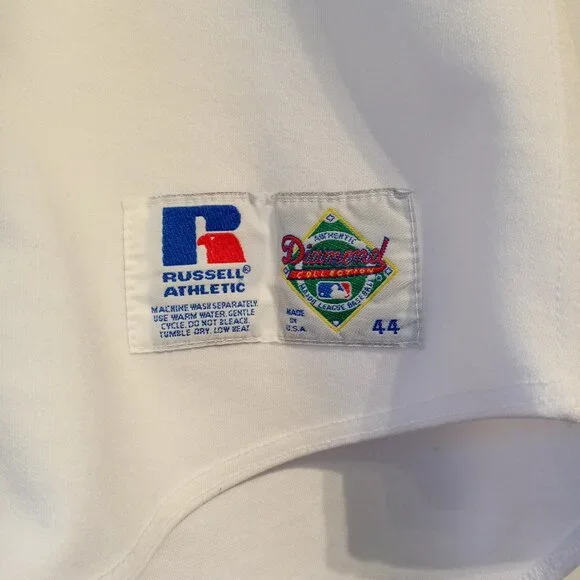 RUSSELL®
ATHLETIC
MACHINE WASH SEPARATELY.
USE WARM WATER, GENTLE
CYCLE. DO NOT BLEACH.
TUMBLE DRY, LOW HEAT
AUTHENTIC
Diamond
COLLECTION
MAJOR LEAGUE BASEBALL
MADE
IN
U.S.A.
44